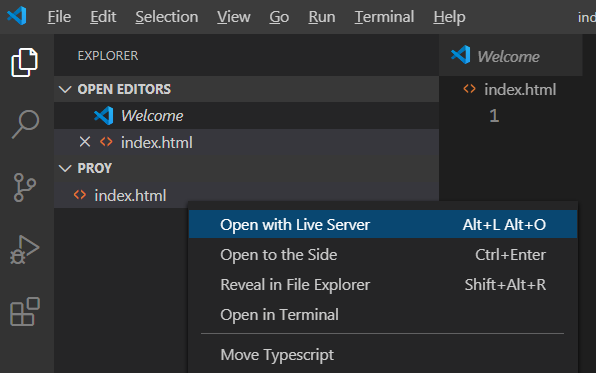 File Edit Selection View Go Run Terminal Help ind
EXPLORER
OPEN EDITORS
Welcome
index.html
PROY
index.html
Welcome
index.html
1
Open with Live Server Alt+L Alt+O
Open to the Side Ctrl+Enter
Reveal in File Explorer Shift+Alt+R
Open in Terminal
Move Typescript